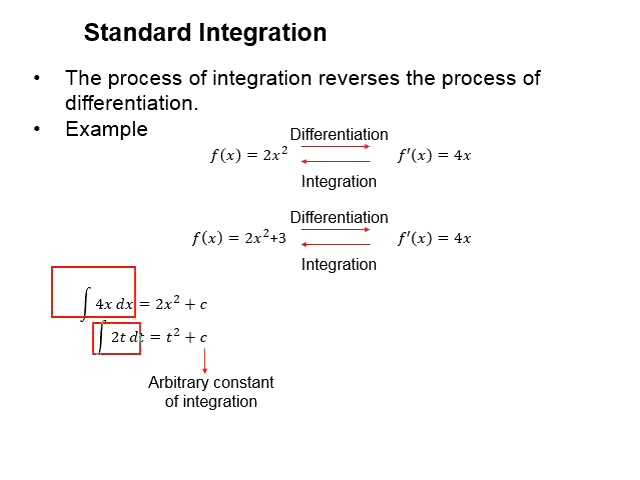 Standard Integration
• The process of integration reverses the process of
differentiation.
• Example
Differentiation
f(x) = 2x² f′(x) = 4x
Integration
Differentiation
f(x) = 2x²+3 f′(x) = 4x
Integration
∫ 4x dx = 2x² + c
∫ 2t dt = t² + c
Arbitrary constant
of integration